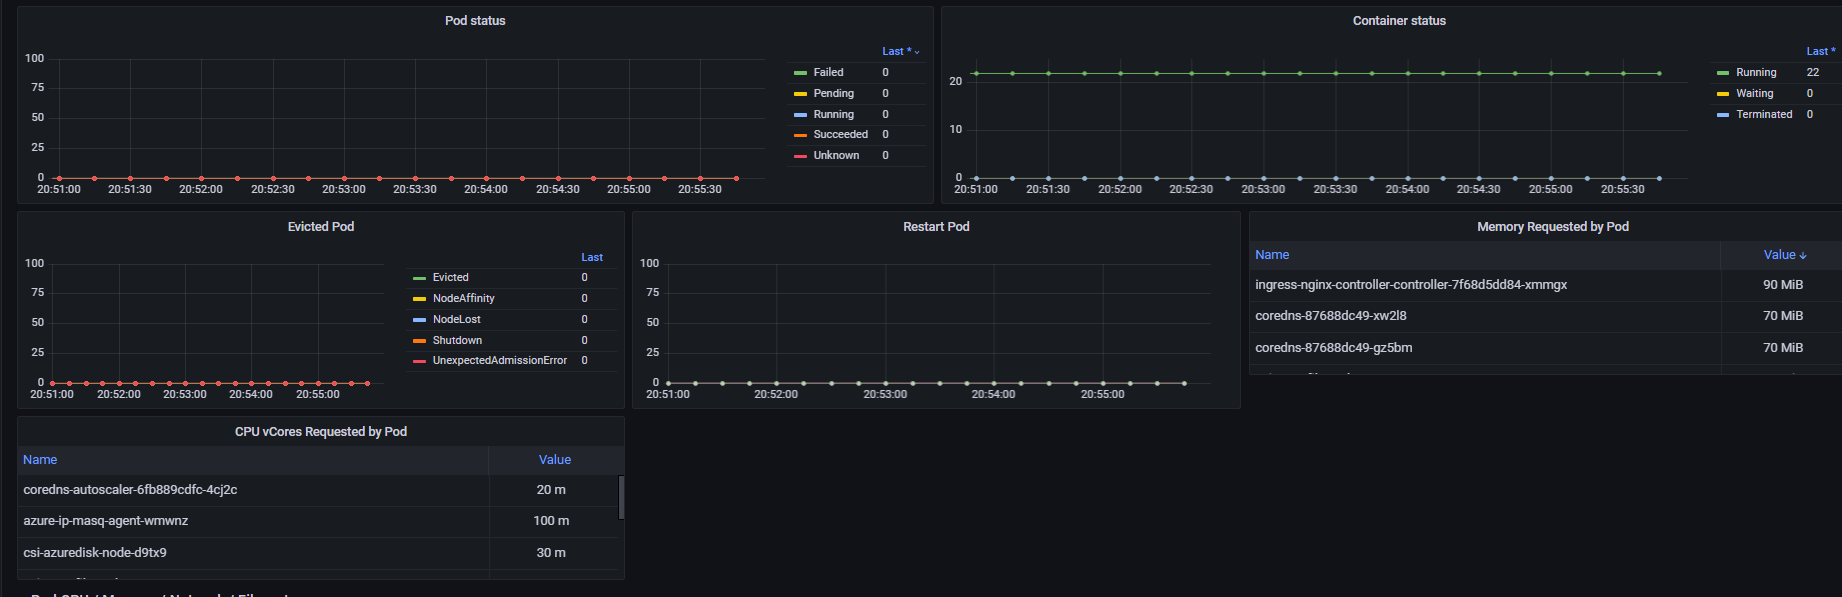 Pod status
Last *
100
75
50
25
0
20:51:00 20:51:30 20:52:00 20:52:30 20:53:00 20:53:30 20:54:00 20:54:30 20:55:00 20:55:30
Failed 0
Pending 0
Running 0
Succeeded 0
Unknown 0
Container status
Last *
20
10
0
20:51:00 20:51:30 20:52:00 20:52:30 20:53:00 20:53:30 20:54:00 20:54:30 20:55:00 20:55:30
Running 22
Waiting 0
Terminated 0
Evicted Pod
Last
100
75
50
25
0
20:51:00 20:52:00 20:53:00 20:54:00 20:55:00
Evicted 0
NodeAffinity 0
NodeLost 0
Shutdown 0
UnexpectedAdmissionError 0
Restart Pod
100
75
50
25
0
20:51:00 20:52:00 20:53:00 20:54:00 20:55:00
Memory Requested by Pod
Name Value ↓
ingress-nginx-controller-controller-7f68d5dd84-xmmgx 90 MiB
coredns-87688dc49-xw2l8 70 MiB
coredns-87688dc49-gz5bm 70 MiB
CPU vCores Requested by Pod
Name Value
coredns-autoscaler-6fb889cdfc-4cj2c 20 m
azure-ip-masq-agent-wmwnz 100 m
csi-azuredisk-node-d9tx9 30 m